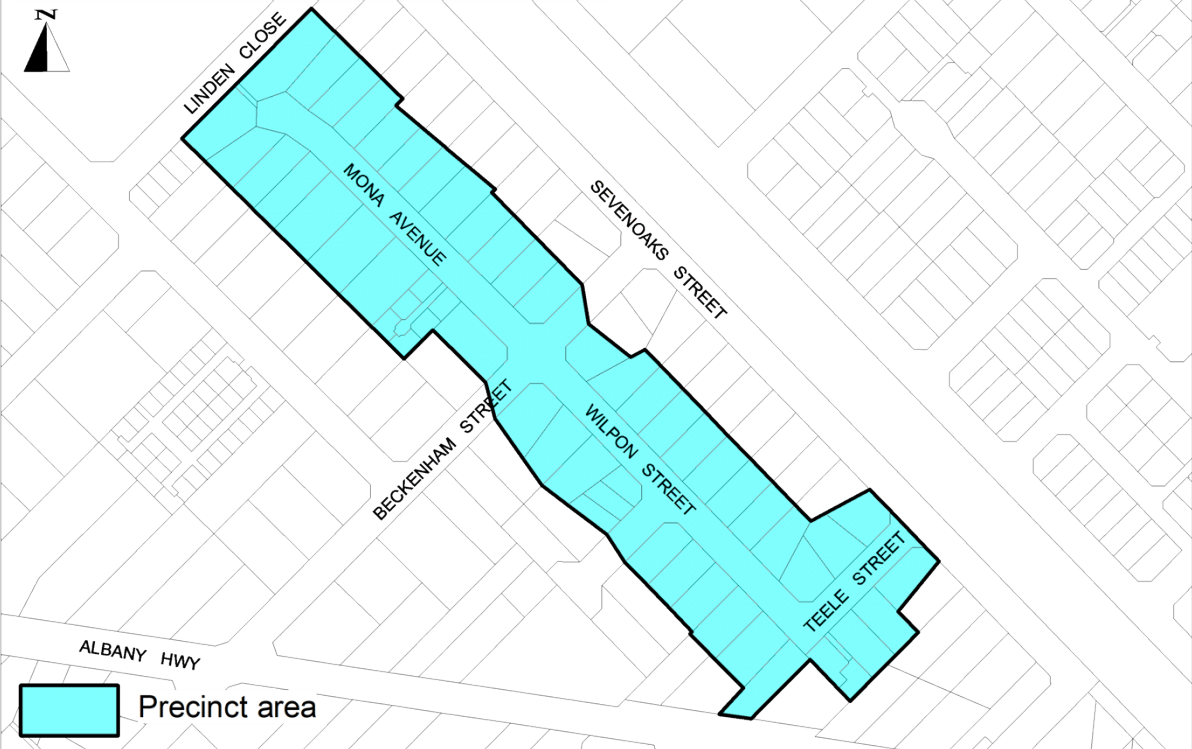 N
LINDEN CLOSE
MONA AVENUE
SEVENOAKS STREET
BECKENHAM STREET
WILPON STREET
TEELE STREET
ALBANY HWY
Precinct area